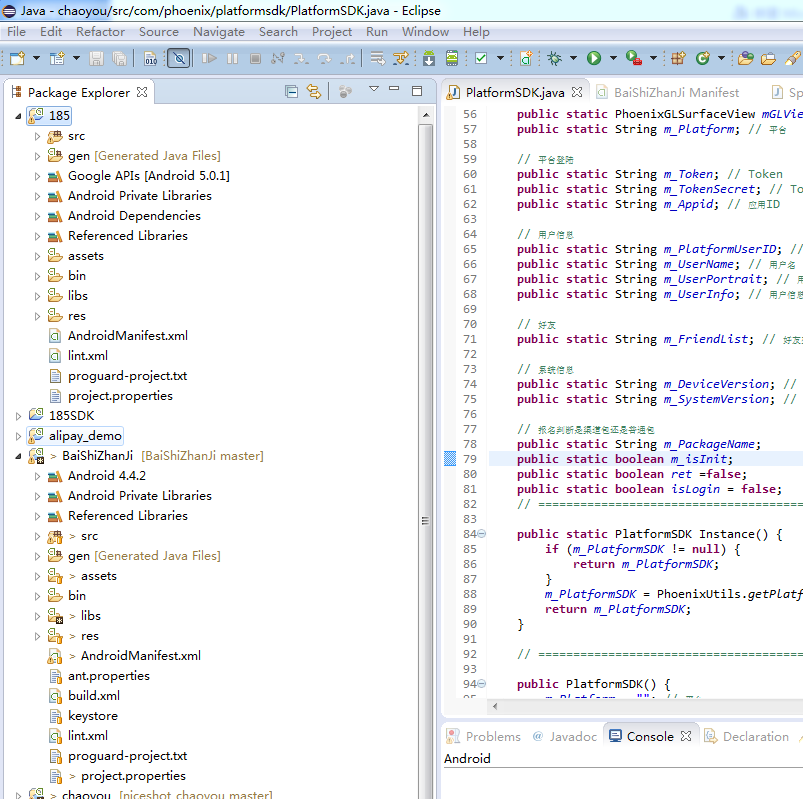 Java - chaoyou/src/com/phoenix/platformsdk/PlatformSDK.java - Eclipse
File Edit Refactor Source Navigate Search Project Run Window Help
Package Explorer
185
src
gen [Generated Java Files]
Google APIs [Android 5.0.1]
Android Private Libraries
Android Dependencies
Referenced Libraries
assets
bin
libs
res
AndroidManifest.xml
lint.xml
proguard-project.txt
project.properties
185SDK
alipay_demo
> BaiShiZhanJi [BaiShiZhanJi master]
Android 4.4.2
Android Private Libraries
Referenced Libraries
> src
gen [Generated Java Files]
> assets
bin
> libs
> res
> AndroidManifest.xml
ant.properties
build.xml
keystore
lint.xml
proguard-project.txt
> project.properties
> chaoyou [niceshot_chaoyou master]
PlatformSDK.java BaiShiZhanJi Manifest Sp
56 public static PhoenixGLSurfaceView mGLVie
57 public static String m_Platform; // 平台
58
59 // 平台登陆
60 public static String m_Token; // Token
61 public static String m_TokenSecret; // To
62 public static String m_Appid; // 应用ID
63
64 // 用户信息
65 public static String m_PlatformUserID; //
66 public static String m_UserName; // 用户名
67 public static String m_UserPortrait; // 用
68 public static String m_UserInfo; // 用户信息
69
70 // 好友
71 public static String m_FriendList; // 好友
72
73 // 系统信息
74 public static String m_DeviceVersion; //
75 public static String m_SystemVersion; //
76
77 // 报名判断是渠道包还是普通包
78 public static String m_PackageName;
79 public static boolean m_isInit;
80 public static boolean ret =false;
81 public static boolean isLogin = false;
82 // ===================================
83
84 public static PlatformSDK Instance() {
85 if (m_PlatformSDK != null) {
86 return m_PlatformSDK;
87 }
88 m_PlatformSDK = PhoenixUtils.getPlatf
89 return m_PlatformSDK;
90 }
91
92 // ===================================
93
94 public PlatformSDK() {
95 m_Platform = ""; // 平台
Problems @ Javadoc Console Declaration
Android